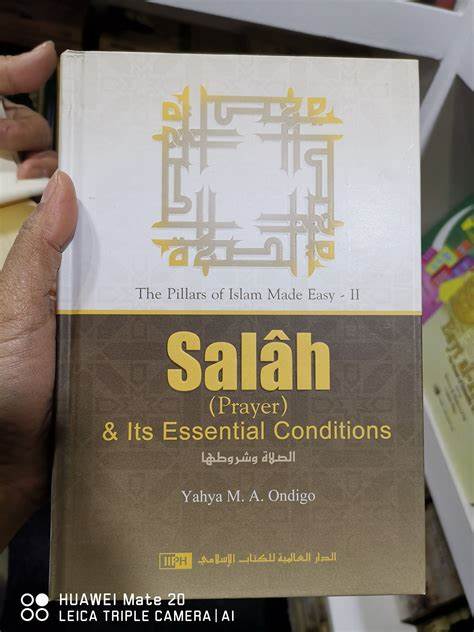 The Pillars of Islam Made Easy - II
Salâh
(Prayer)
& Its Essential Conditions
الصلاة وشروطها
Yahya M. A. Ondigo
IIPH الدار العالمية للكتاب الإسلامي
HUAWEI Mate 20
LEICA TRIPLE CAMERA | AI